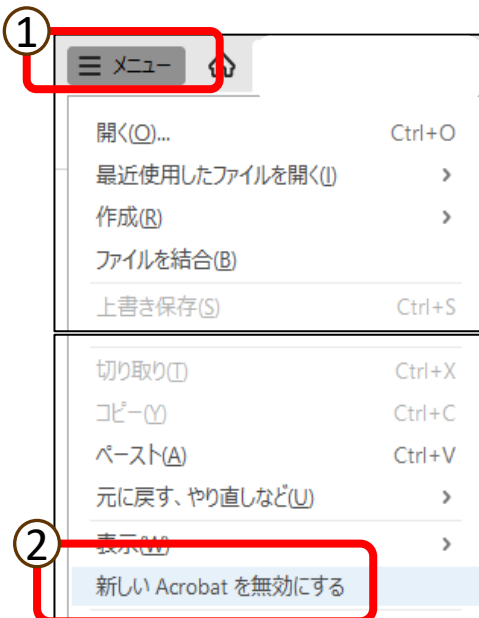 ①
メニュー
開く(O)... Ctrl+O
最近使用したファイルを開く(I) >
作成(R) >
ファイルを結合(B)
上書き保存(S) Ctrl+S
切り取り(T) Ctrl+X
コピー(Y) Ctrl+C
ペースト(A) Ctrl+V
元に戻す、やり直しなど(U) >
②
表示(W) >
新しい Acrobat を無効にする